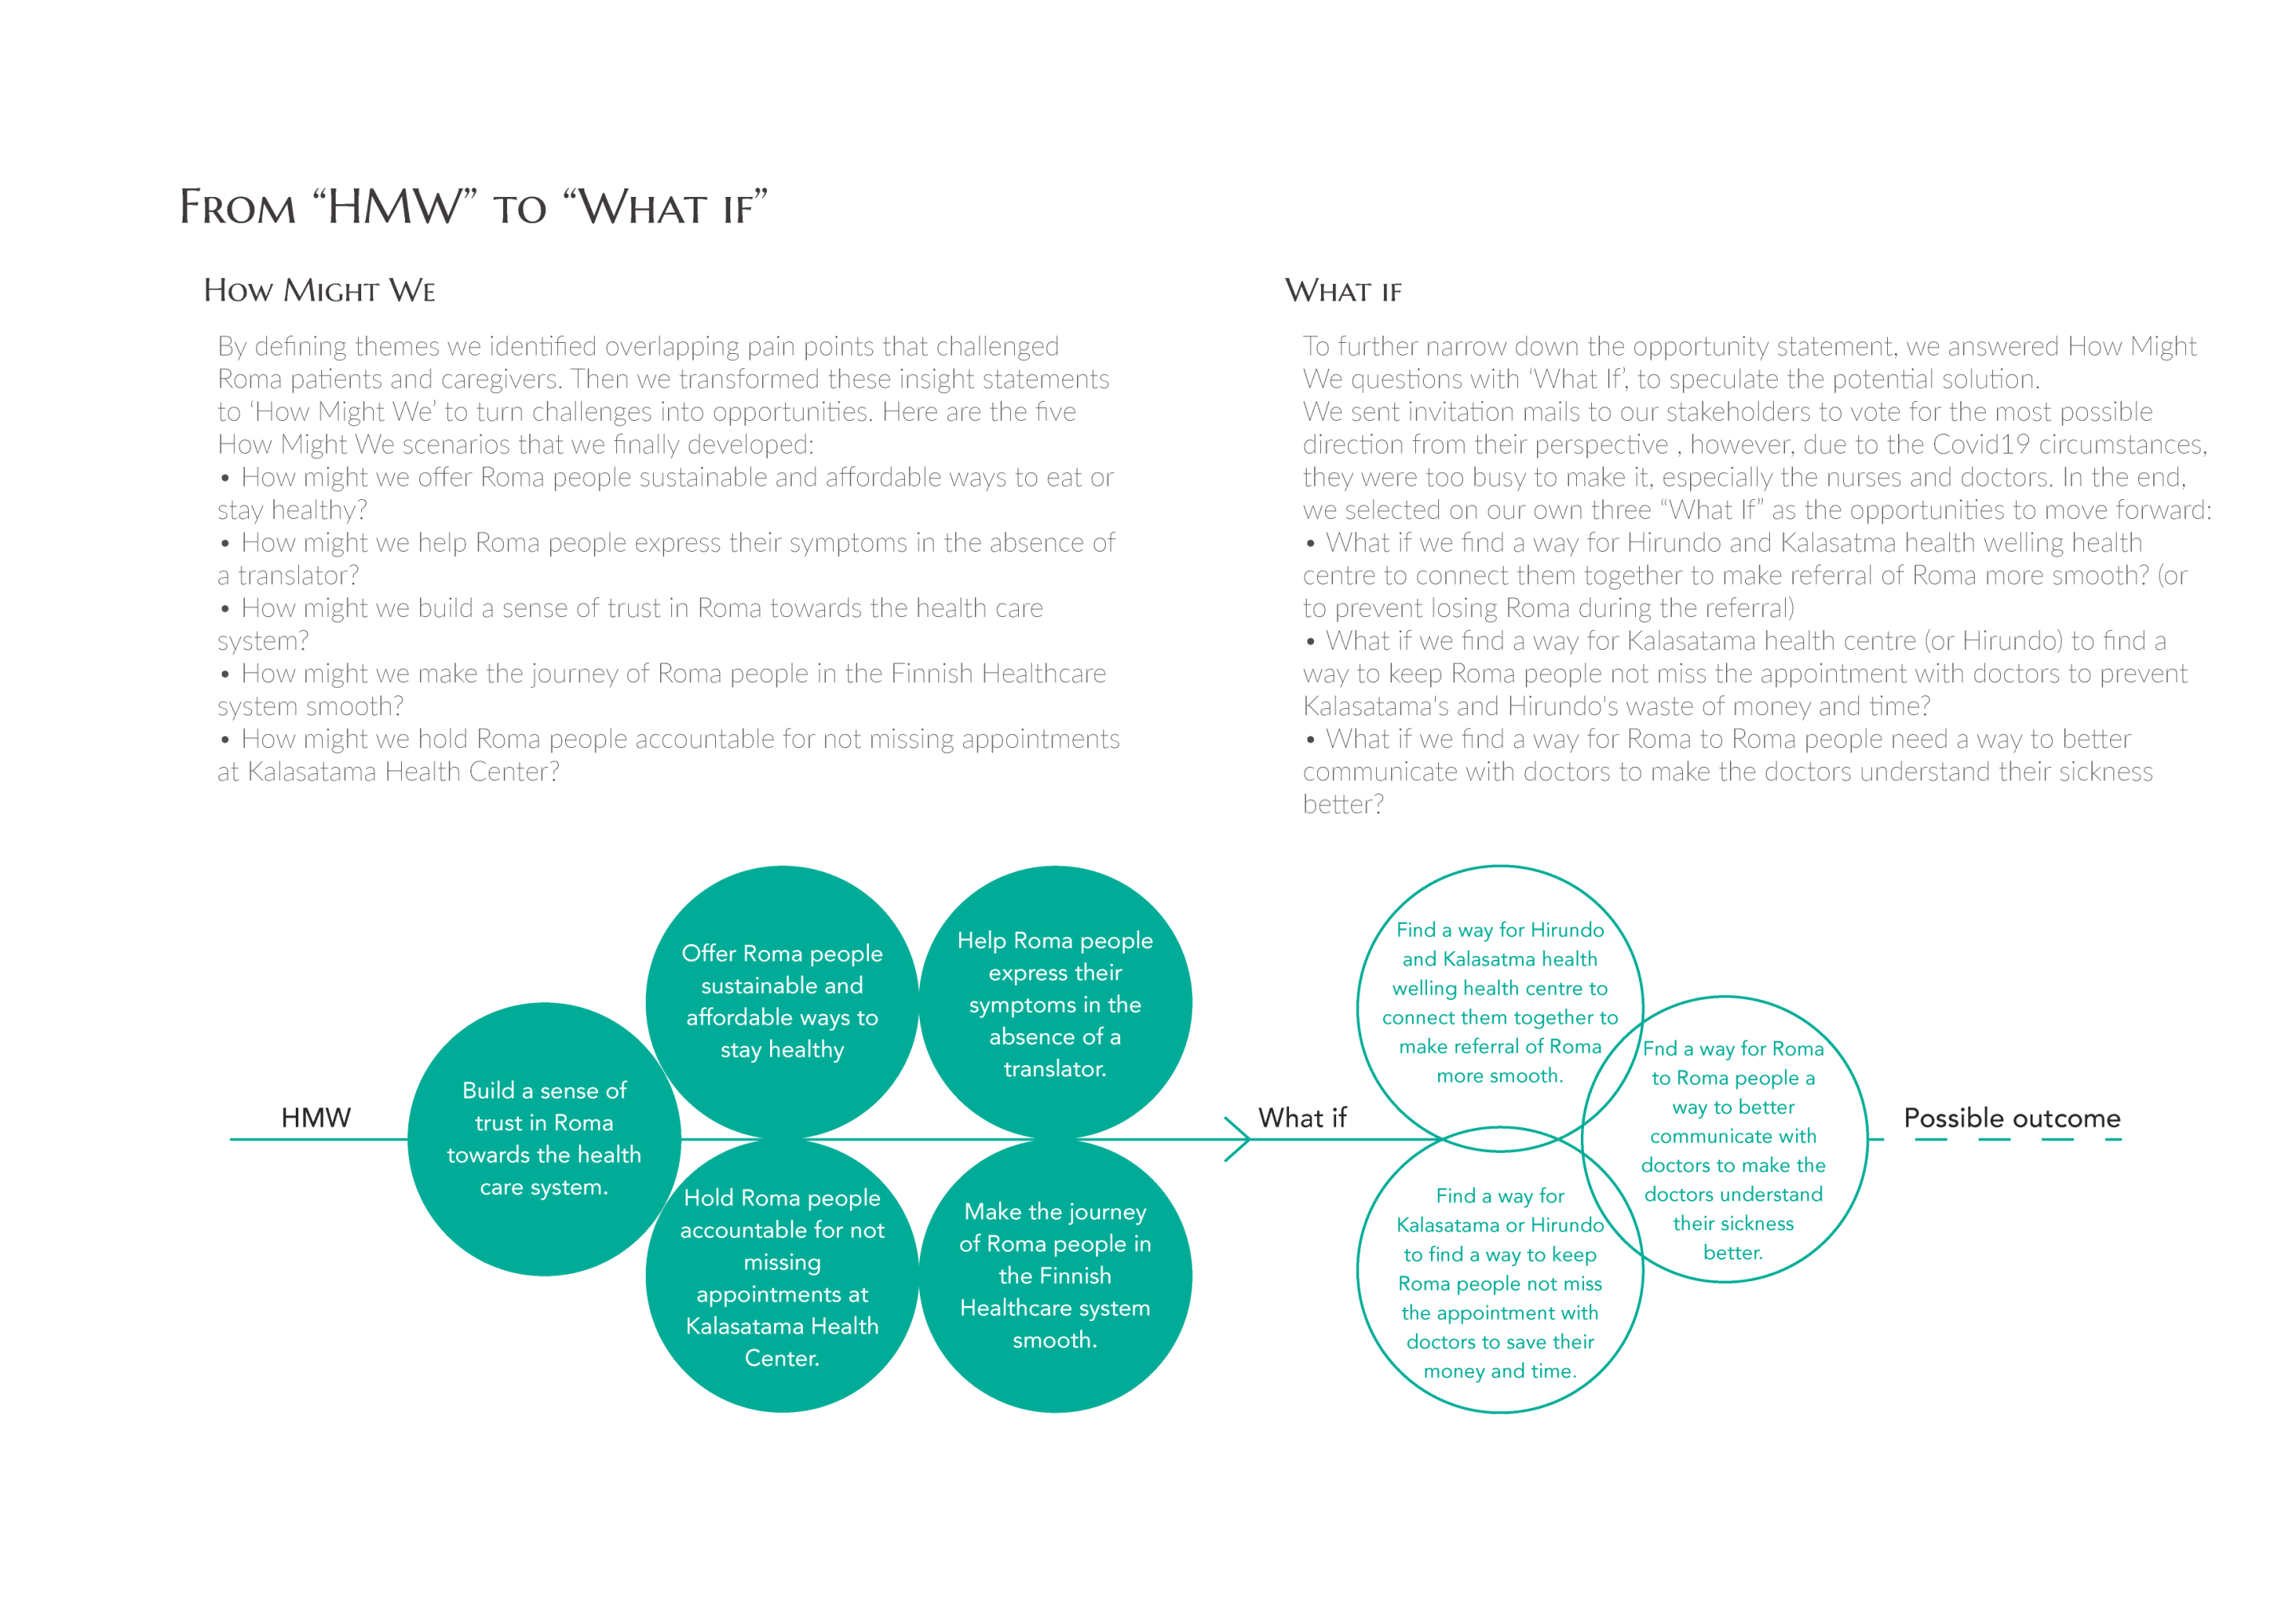 From “HMW” to “What if”
How Might We
By defining themes we identified overlapping pain points that challenged
Roma patients and caregivers. Then we transformed these insight statements
to ‘How Might We’ to turn challenges into opportunities. Here are the five
How Might We scenarios that we finally developed:
• How might we offer Roma people sustainable and affordable ways to eat or
stay healthy?
• How might we help Roma people express their symptoms in the absence of
a translator?
• How might we build a sense of trust in Roma towards the health care
system?
• How might we make the journey of Roma people in the Finnish Healthcare
system smooth?
• How might we hold Roma people accountable for not missing appointments
at Kalasatama Health Center?
What if
To further narrow down the opportunity statement, we answered How Might
We questions with ‘What If’, to speculate the potential solution.
We sent invitation mails to our stakeholders to vote for the most possible
direction from their perspective , however, due to the Covid19 circumstances,
they were too busy to make it, especially the nurses and doctors. In the end,
we selected on our own three “What If” as the opportunities to move forward:
• What if we find a way for Hirundo and Kalasatma health welling health
centre to connect them together to make referral of Roma more smooth? (or
to prevent losing Roma during the referral)
• What if we find a way for Kalasatama health centre (or Hirundo) to find a
way to keep Roma people not miss the appointment with doctors to prevent
Kalasatama's and Hirundo's waste of money and time?
• What if we find a way for Roma to Roma people need a way to better
communicate with doctors to make the doctors understand their sickness
better?
HMW
Build a sense of
trust in Roma
towards the health
care system.
Offer Roma people
sustainable and
affordable ways to
stay healthy
Help Roma people
express their
symptoms in the
absence of a
translator.
Hold Roma people
accountable for not
missing
appointments at
Kalasatama Health
Center.
Make the journey
of Roma people in
the Finnish
Healthcare system
smooth.
What if
Find a way for Hirundo
and Kalasatma health
welling health centre to
connect them together to
make referral of Roma
more smooth.
Find a way for
Kalasatama or Hirundo
to find a way to keep
Roma people not miss
the appointment with
doctors to save their
money and time.
Fnd a way for Roma
to Roma people a
way to better
communicate with
doctors to make the
doctors understand
their sickness
better.
Possible outcome